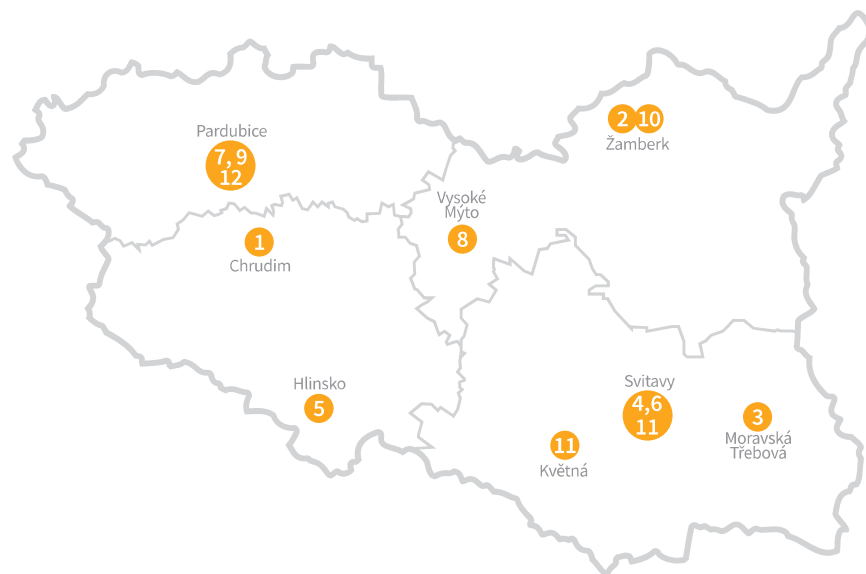 Pardubice
7, 9
12
2 10
Žamberk
Vysoké
Mýto
8
1
Chrudim
Hlinsko
5
Svitavy
4,6
11
3
Moravská
Třebová
11
Květná